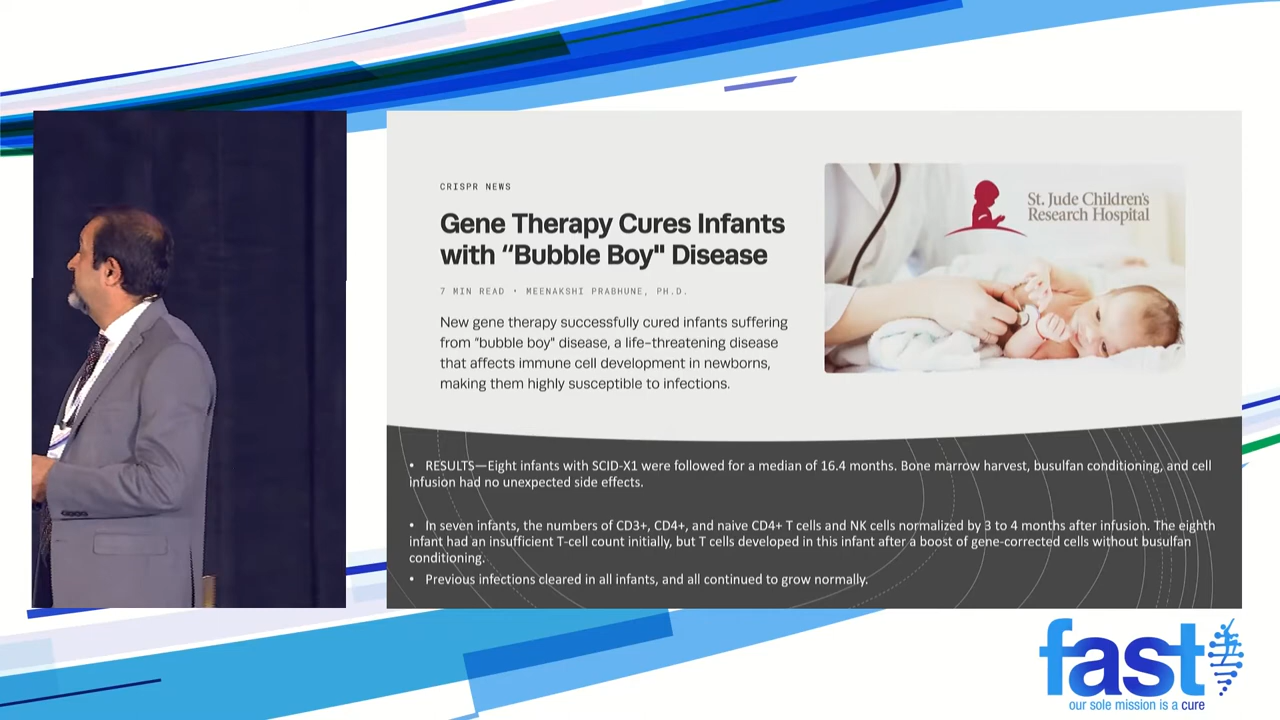 CRISPR NEWS
Gene Therapy Cures Infants
with “Bubble Boy" Disease
7 MIN READ • MEENAKSHI PRABHUNE, PH.D.
New gene therapy successfully cured infants suffering
from "bubble boy" disease, a life-threatening disease
that affects immune cell development in newborns,
making them highly susceptible to infections.
St. Jude Children's
Research Hospital
• RESULTS—Eight infants with SCID-X1 were followed for a median of 16.4 months. Bone marrow harvest, busulfan conditioning, and cell
infusion had no unexpected side effects.
• In seven infants, the numbers of CD3+, CD4+, and naive CD4+ T cells and NK cells normalized by 3 to 4 months after infusion. The eighth
infant had an insufficient T-cell count initially, but T cells developed in this infant after a boost of gene-corrected cells without busulfan
conditioning.
• Previous infections cleared in all infants, and all continued to grow normally.
fast
our sole mission is a cure